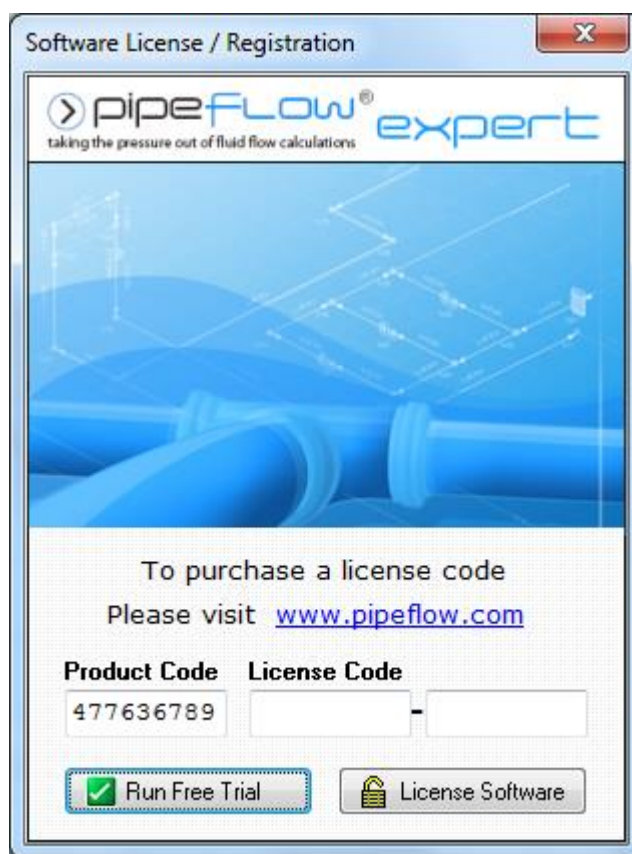 Software License / Registration
pipeFLOW® expert
taking the pressure out of fluid flow calculations
To purchase a license code
Please visit www.pipeflow.com
Product Code License Code
477636789 -
Run Free Trial License Software